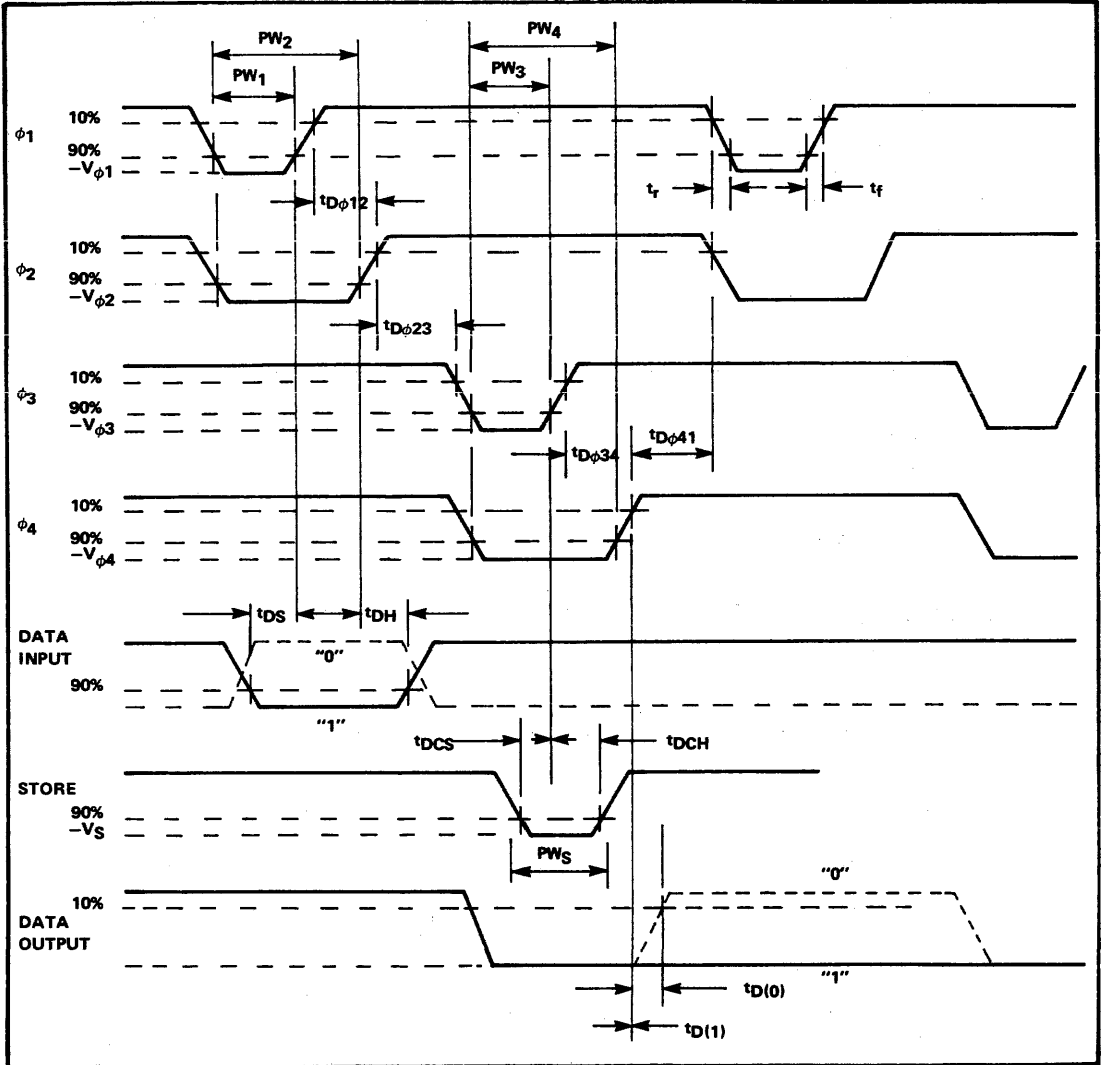 PW2
PW4
PW1
PW3
ϕ1
10%
90%
−Vϕ1
tDϕ12
tr
tf
ϕ2
10%
90%
−Vϕ2
tDϕ23
ϕ3
10%
90%
−Vϕ3
tDϕ34
tDϕ41
ϕ4
10%
90%
−Vϕ4
tDS
tDH
DATA
INPUT
"0"
90%
"1"
tDCS
tDCH
STORE
90%
−VS
PWS
"0"
10%
DATA
OUTPUT
"1"
tD(0)
tD(1)